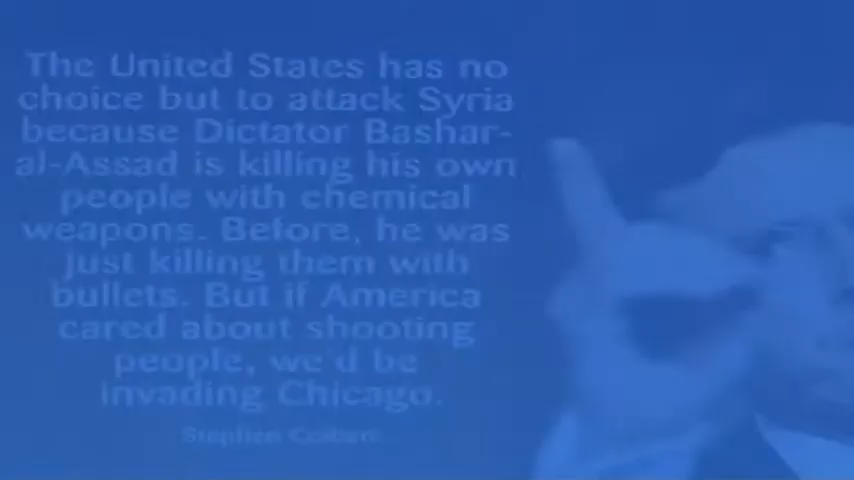 The United States has no
choice but to attack Syria
because Dictator Bashar-
al-Assad is killing his own
people with chemical
weapons. Before, he was
just killing them with
bullets. But if America
cared about shooting
people, we'd be
invading Chicago.
Stephen Colbert